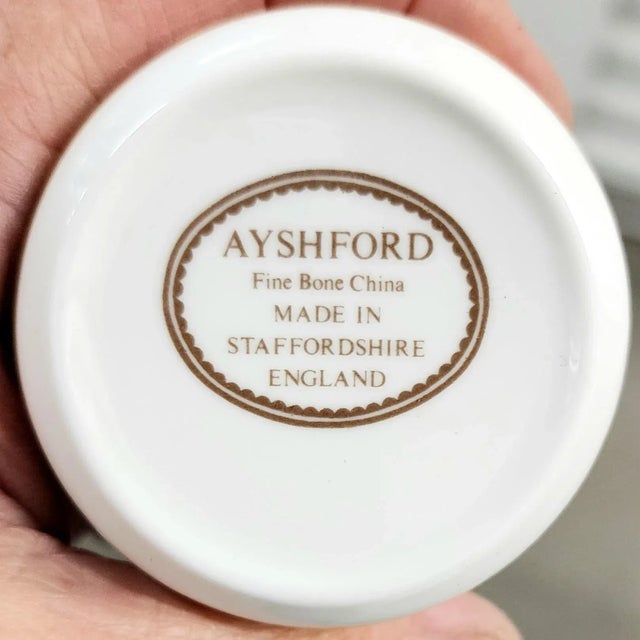 AYSHFORD
Fine Bone China
MADE IN
STAFFORDSHIRE
ENGLAND